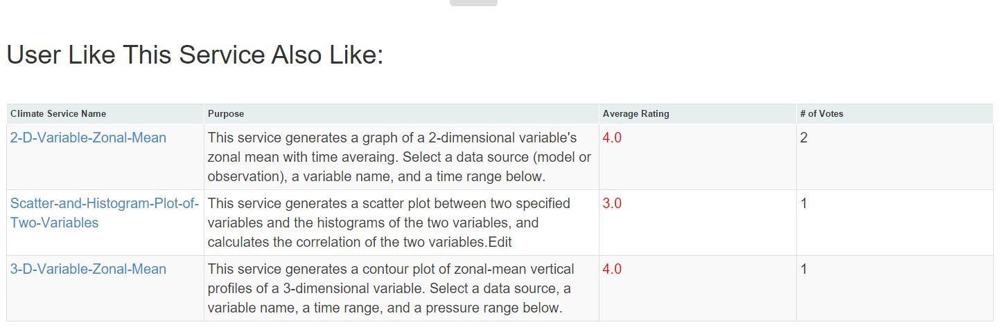 User Like This Service Also Like:
Climate Service Name Purpose Average Rating # of Votes
2-D-Variable-Zonal-Mean This service generates a graph of a 2-dimensional variable's 4.0 2
zonal mean with time averaing. Select a data source (model or
observation), a variable name, and a time range below.
Scatter-and-Histogram-Plot-of- This service generates a scatter plot between two specified 3.0 1
Two-Variables variables and the histograms of the two variables, and
calculates the correlation of the two variables.Edit
3-D-Variable-Zonal-Mean This service generates a contour plot of zonal-mean vertical 4.0 1
profiles of a 3-dimensional variable. Select a data source, a
variable name, a time range, and a pressure range below.